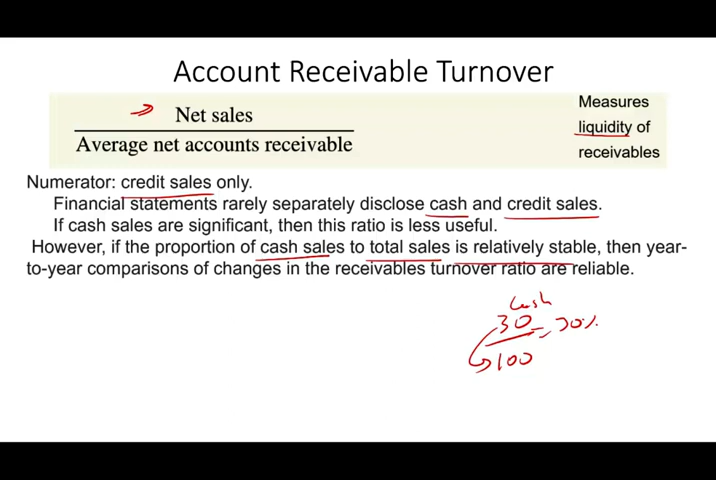 Account Receivable Turnover
Net sales
Average net accounts receivable
Measures
liquidity of
receivables
Numerator: credit sales only.
Financial statements rarely separately disclose cash and credit sales.
If cash sales are significant, then this ratio is less useful.
However, if the proportion of cash sales to total sales is relatively stable, then year-
to-year comparisons of changes in the receivables turnover ratio are reliable.
Cash
30 = 30%
100